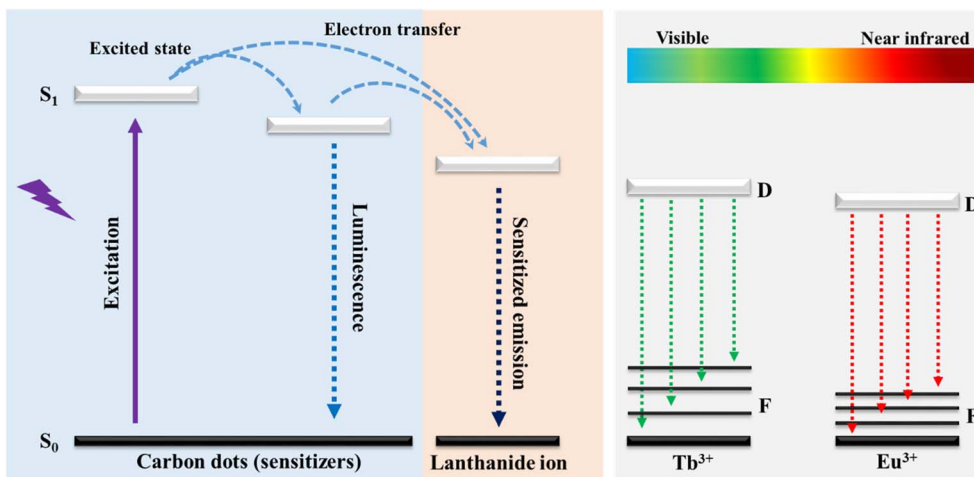 Electron transfer
Excited state
S1
Excitation
Luminescence
Sensitized emission
S0
Carbon dots (sensitizers)
Lanthanide ion
Visible
Near infrared
D
D
F
F
Tb3+
Eu3+